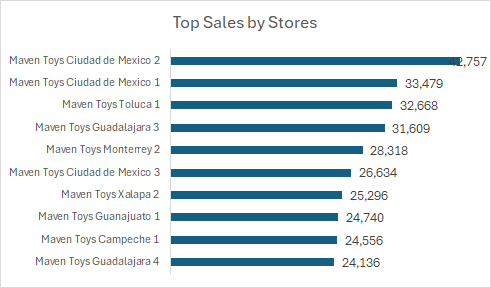 Top Sales by Stores
Maven Toys Ciudad de Mexico 2 42,757
Maven Toys Ciudad de Mexico 1 33,479
Maven Toys Toluca 1 32,668
Maven Toys Guadalajara 3 31,609
Maven Toys Monterrey 2 28,318
Maven Toys Ciudad de Mexico 3 26,634
Maven Toys Xalapa 2 25,296
Maven Toys Guanajuato 1 24,740
Maven Toys Campeche 1 24,556
Maven Toys Guadalajara 4 24,136